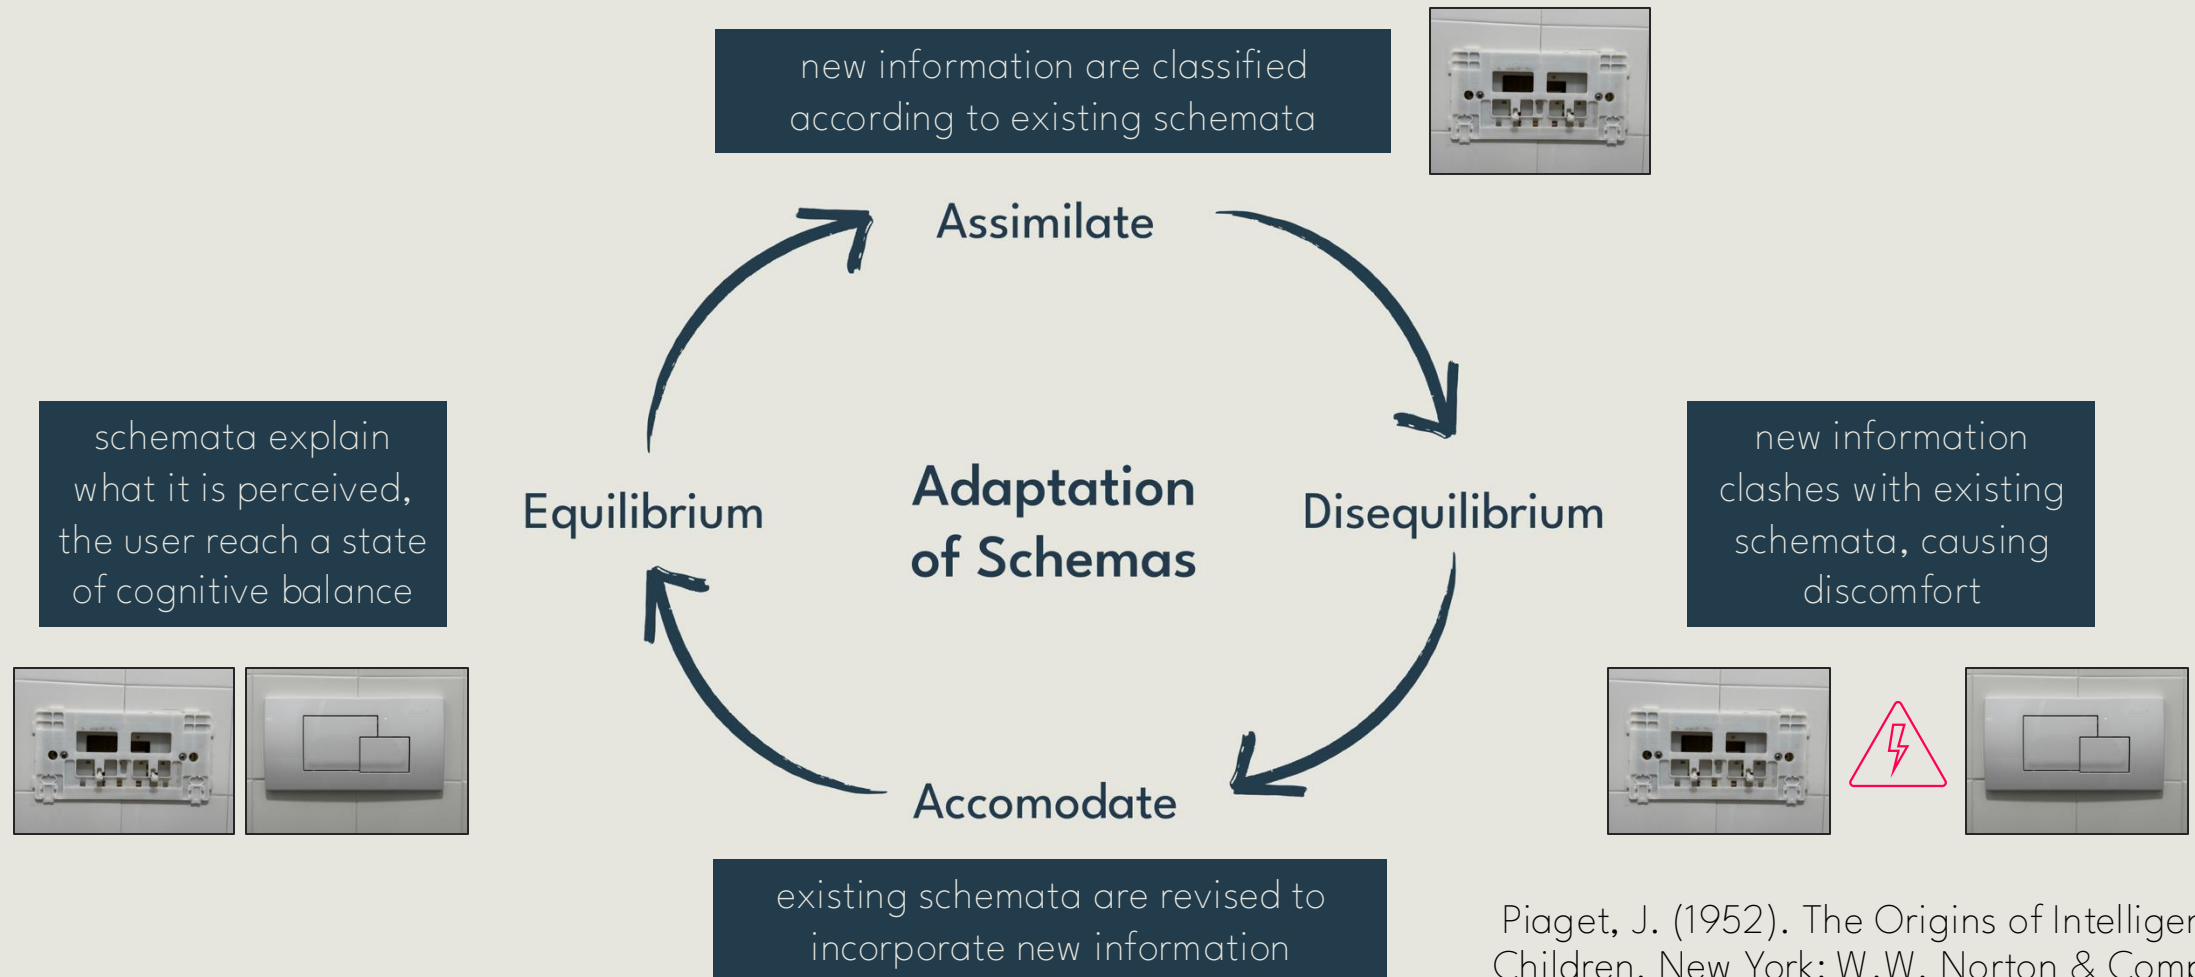 new information are classified
according to existing schemata
Assimilate
schemata explain
what it is perceived,
the user reach a state
of cognitive balance
Equilibrium
Adaptation
of Schemas
Disequilibrium
new information
clashes with existing
schemata, causing
discomfort
Accomodate
existing schemata are revised to
incorporate new information
Piaget, J. (1952). The Origins of
Children. New York: W.W. Norton &